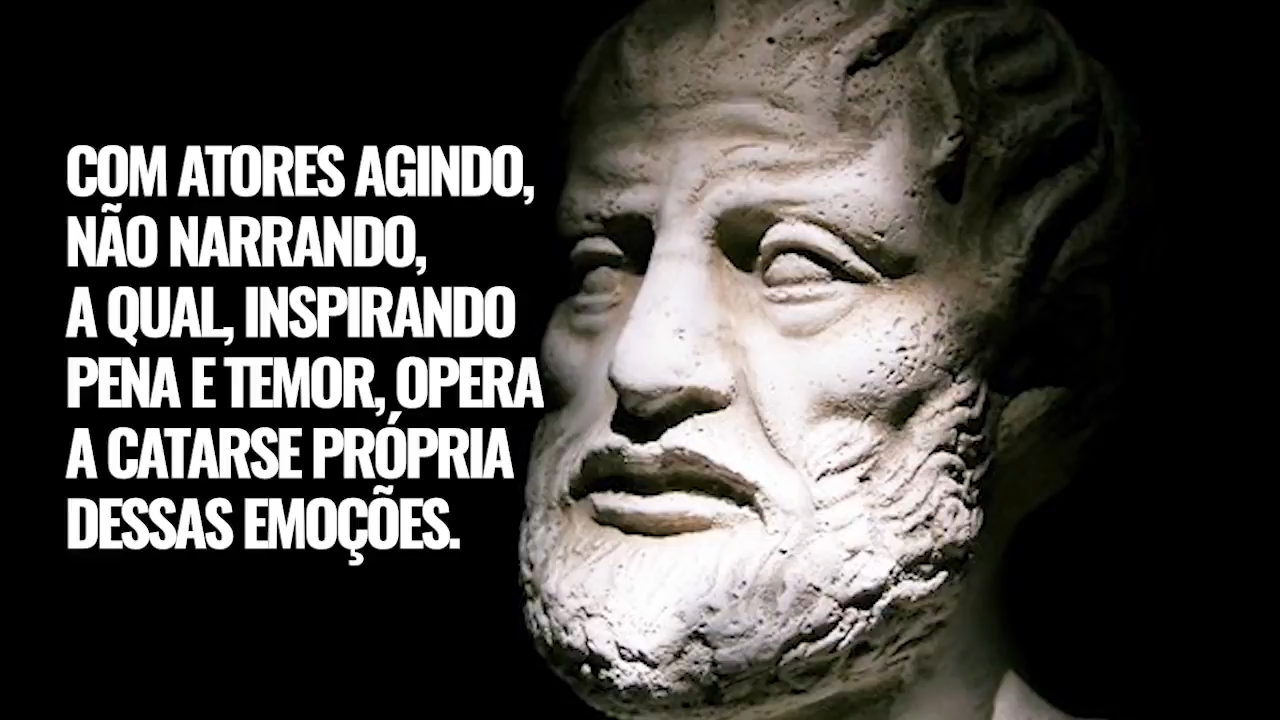 COM ATORES AGINDO,
NÃO NARRANDO,
A QUAL, INSPIRANDO
PENA E TEMOR, OPERA
A CATARSE PRÓPRIA
DESSAS EMOÇÕES.